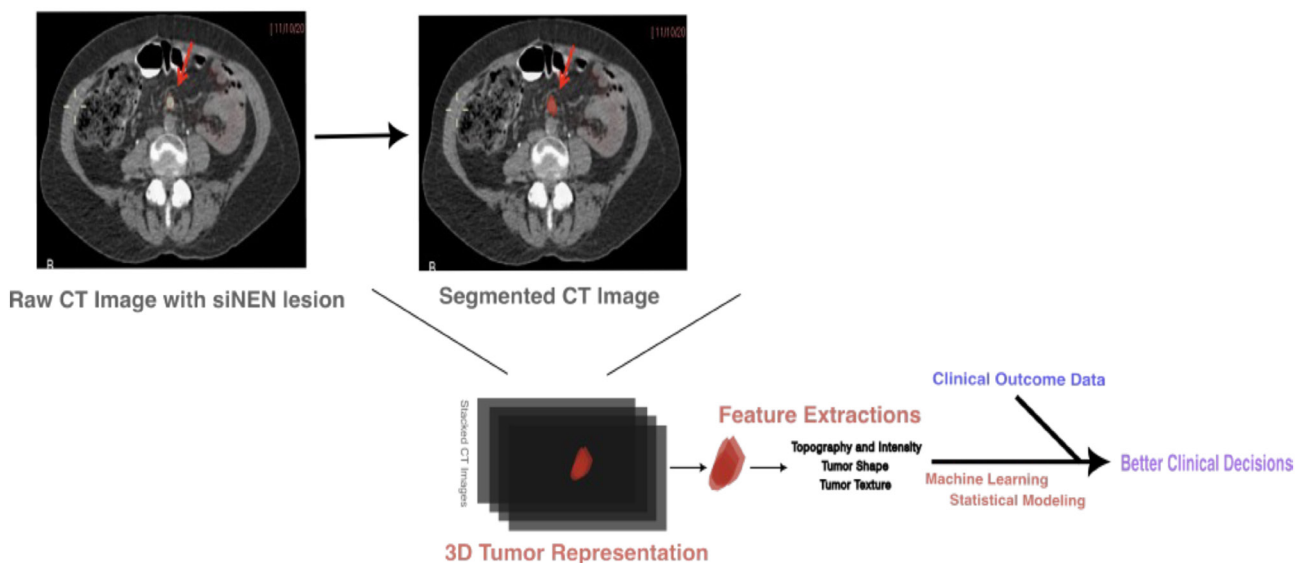 [11/10/20
[11/10/20
R
R
Raw CT Image with siNEN lesion
Segmented CT Image
Stacked CT Images
Clinical Outcome Data
Feature Extractions
Topography and Intensity
Tumor Shape
Tumor Texture
Better Clinical Decisions
Machine Learning
Statistical Modeling
3D Tumor Representation